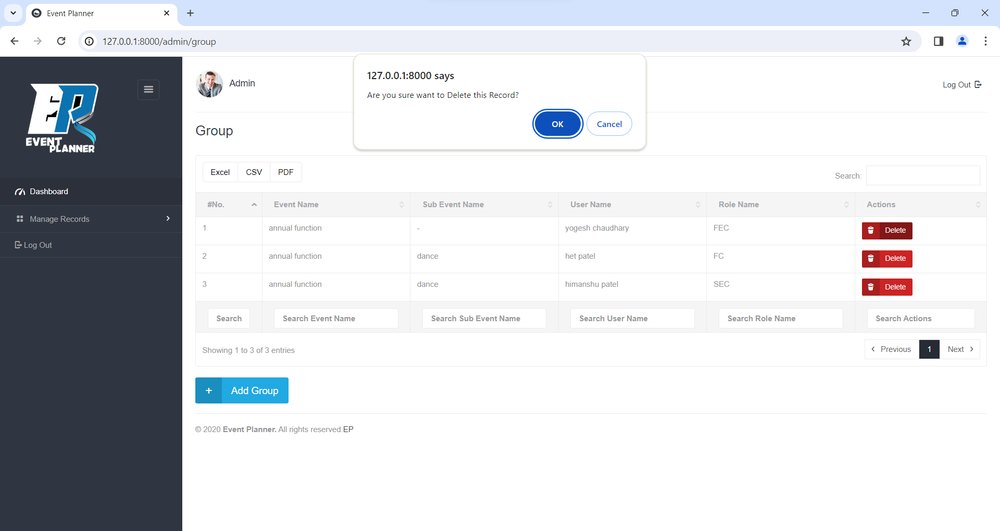 Event Planner
127.0.0.1:8000/admin/group
127.0.0.1:8000 says
Are you sure want to Delete this Record?
OK Cancel
EVENT
PLANNER
Admin
Log Out
Group
Dashboard
Manage Records
Log Out
Excel CSV PDF
Search:
#No. Event Name Sub Event Name User Name Role Name Actions
1 annual function - yogesh chaudhary FEC Delete
2 annual function dance het patel FC Delete
3 annual function dance himanshu patel SEC Delete
Search Search Event Name Search Sub Event Name Search User Name Search Role Name Search Actions
Showing 1 to 3 of 3 entries
Previous 1 Next
+ Add Group
© 2020 Event Planner. All rights reserved.EP